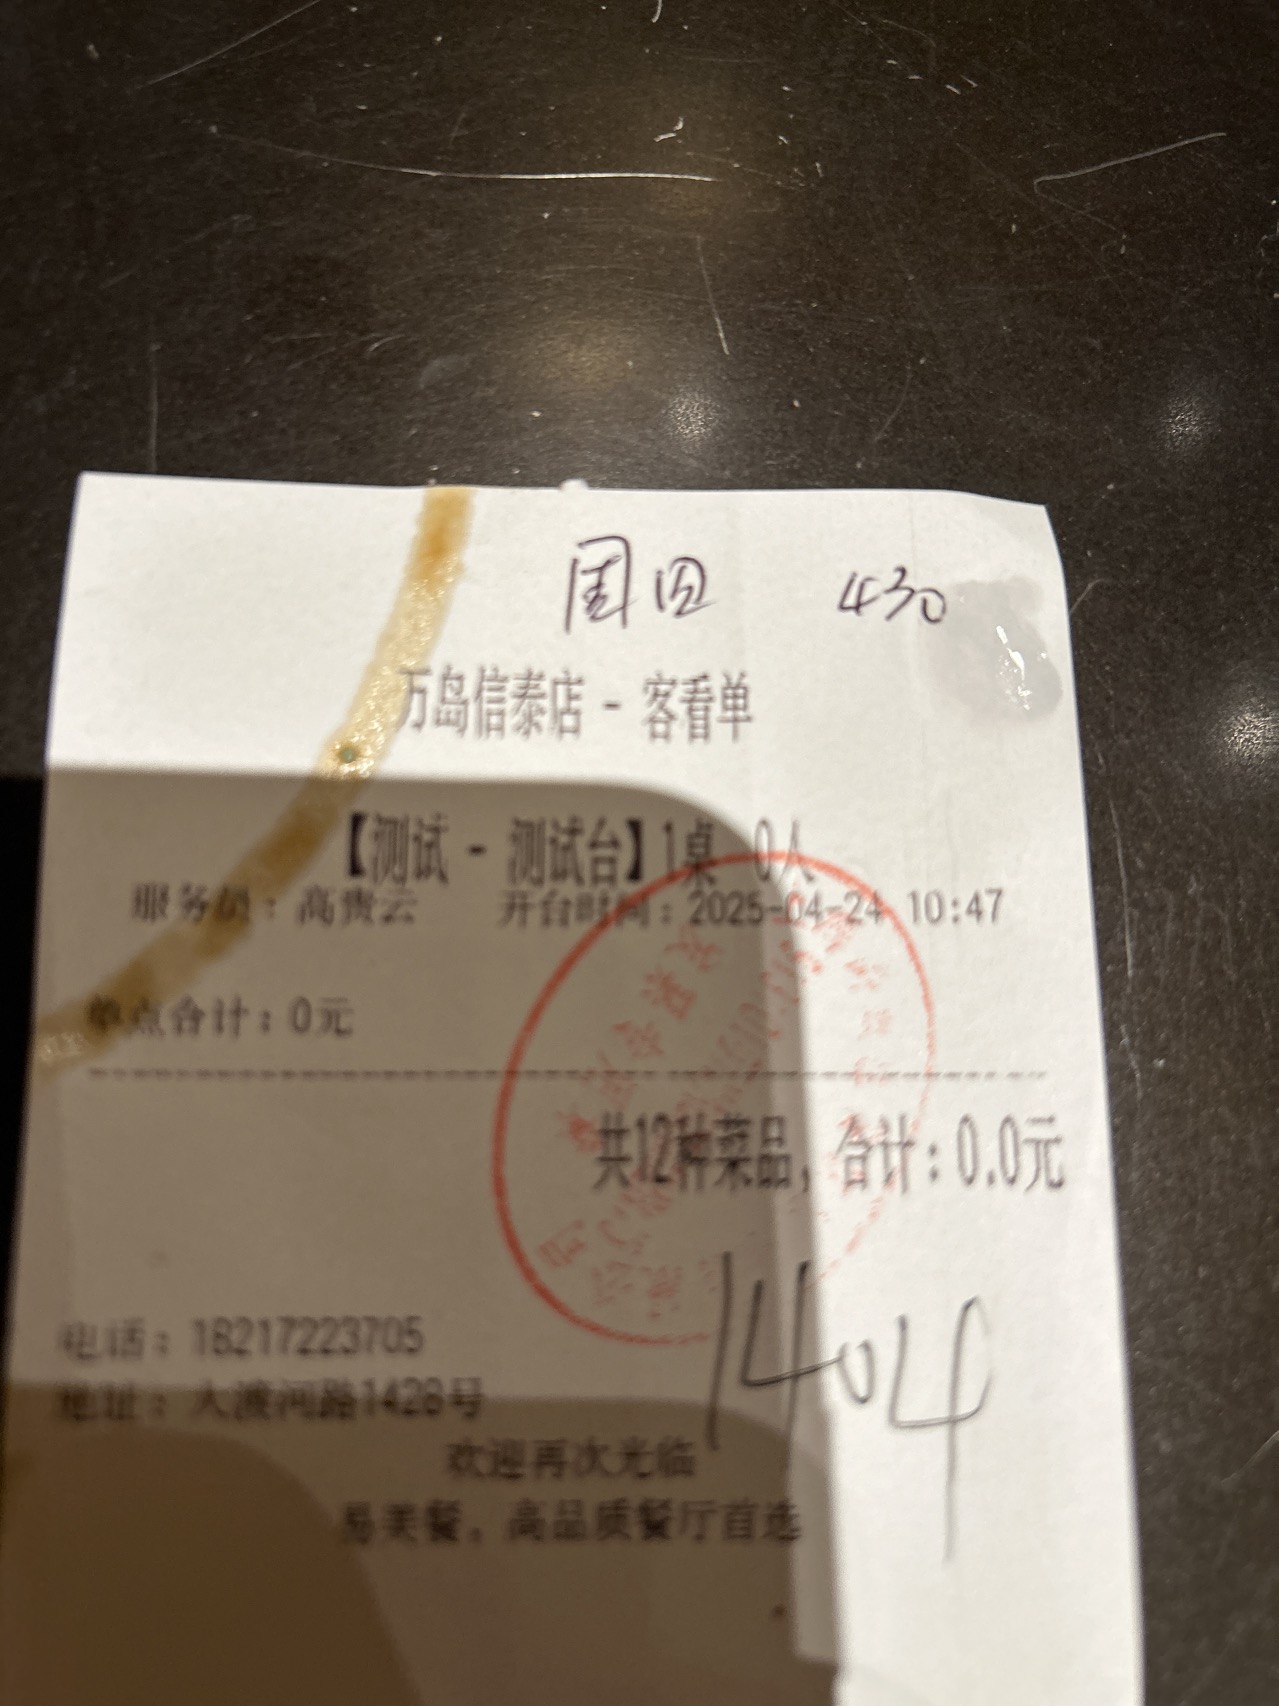 430
万岛信泰店 - 客看单
【测试 - 测试台】1桌 0人
服务员：高贵云 开台时间：2025-04-24 10:47
单点合计：0元
共12种菜品，合计：0.0元
1404
电话：18217223705
地址：大渡河路1428号
欢迎再次光临
易美餐，高品质餐厅首选